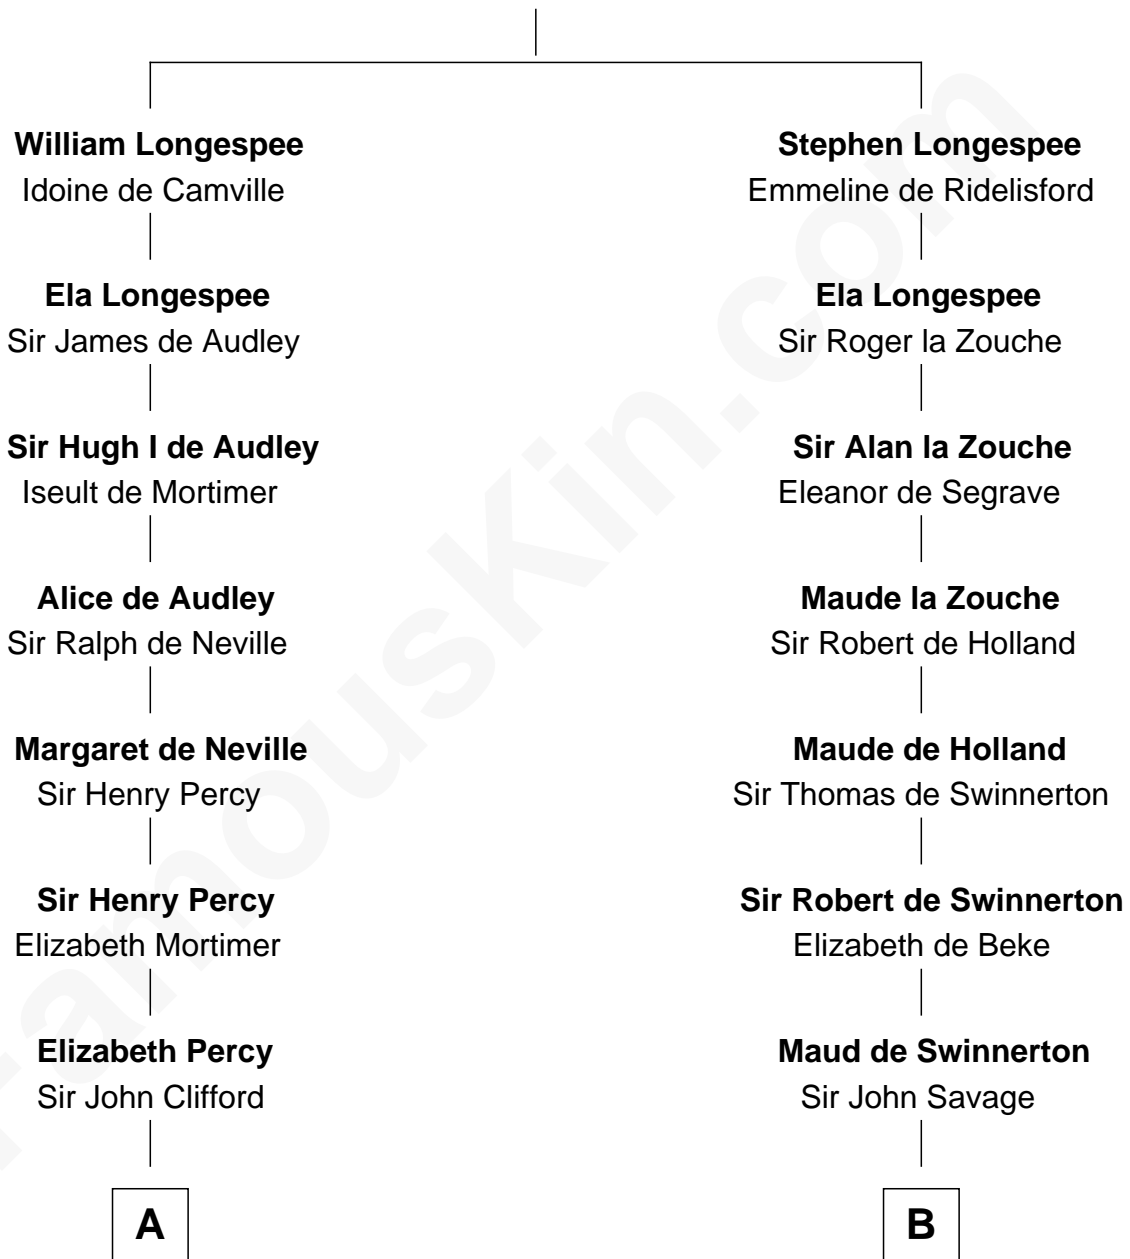 William Longespee
Idoine de Camville
Ela Longespee
Sir James de Audley
Sir Hugh I de Audley
Iseult de Mortimer
Alice de Audley
Sir Ralph de Neville
Margaret de Neville
Sir Henry Percy
Sir Henry Percy
Elizabeth Mortimer
Elizabeth Percy
Sir John Clifford
A
Stephen Longespee
Emmeline de Ridelisford
Ela Longespee
Sir Roger la Zouche
Sir Alan la Zouche
Eleanor de Segrave
Maude la Zouche
Sir Robert de Holland
Maude de Holland
Sir Thomas de Swinnerton
Sir Robert de Swinnerton
Elizabeth de Beke
Maud de Swinnerton
Sir John Savage
B
FamousKin.com